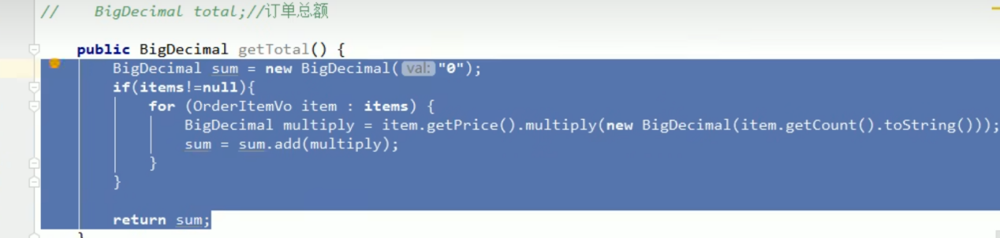 //   BigDecimal total;//订单总额
public BigDecimal getTotal() {
BigDecimal sum = new BigDecimal( val: "0");
if(items!=null){
for (OrderItemVo item : items) {
BigDecimal multiply = item.getPrice().multiply(new BigDecimal(item.getCount().toString()));
sum = sum.add(multiply);
}
}
return sum;
}